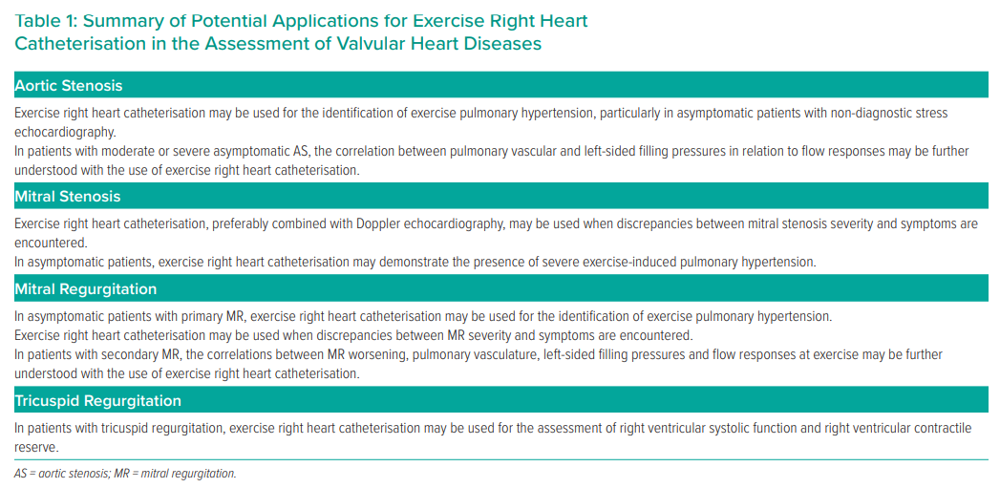 Table 1: Summary of Potential Applications for Exercise Right Heart
Catheterisation in the Assessment of Valvular Heart Diseases
Aortic Stenosis
Exercise right heart catheterisation may be used for the identification of exercise pulmonary hypertension, particularly in asymptomatic patients with non-diagnostic stress
echocardiography.
In patients with moderate or severe asymptomatic AS, the correlation between pulmonary vascular and left-sided filling pressures in relation to flow responses may be further
understood with the use of exercise right heart catheterisation.
Mitral Stenosis
Exercise right heart catheterisation, preferably combined with Doppler echocardiography, may be used when discrepancies between mitral stenosis severity and symptoms are
encountered.
In asymptomatic patients, exercise right heart catheterisation may demonstrate the presence of severe exercise-induced pulmonary hypertension.
Mitral Regurgitation
In asymptomatic patients with primary MR, exercise right heart catheterisation may be used for the identification of exercise pulmonary hypertension.
Exercise right heart catheterisation may be used when discrepancies between MR severity and symptoms are encountered.
In patients with secondary MR, the correlations between MR worsening, pulmonary vasculature, left-sided filling pressures and flow responses at exercise may be further
understood with the use of exercise right heart catheterisation.
Tricuspid Regurgitation
In patients with tricuspid regurgitation, exercise right heart catheterisation may be used for the assessment of right ventricular systolic function and right ventricular contractile
reserve.
AS = aortic stenosis; MR = mitral regurgitation.